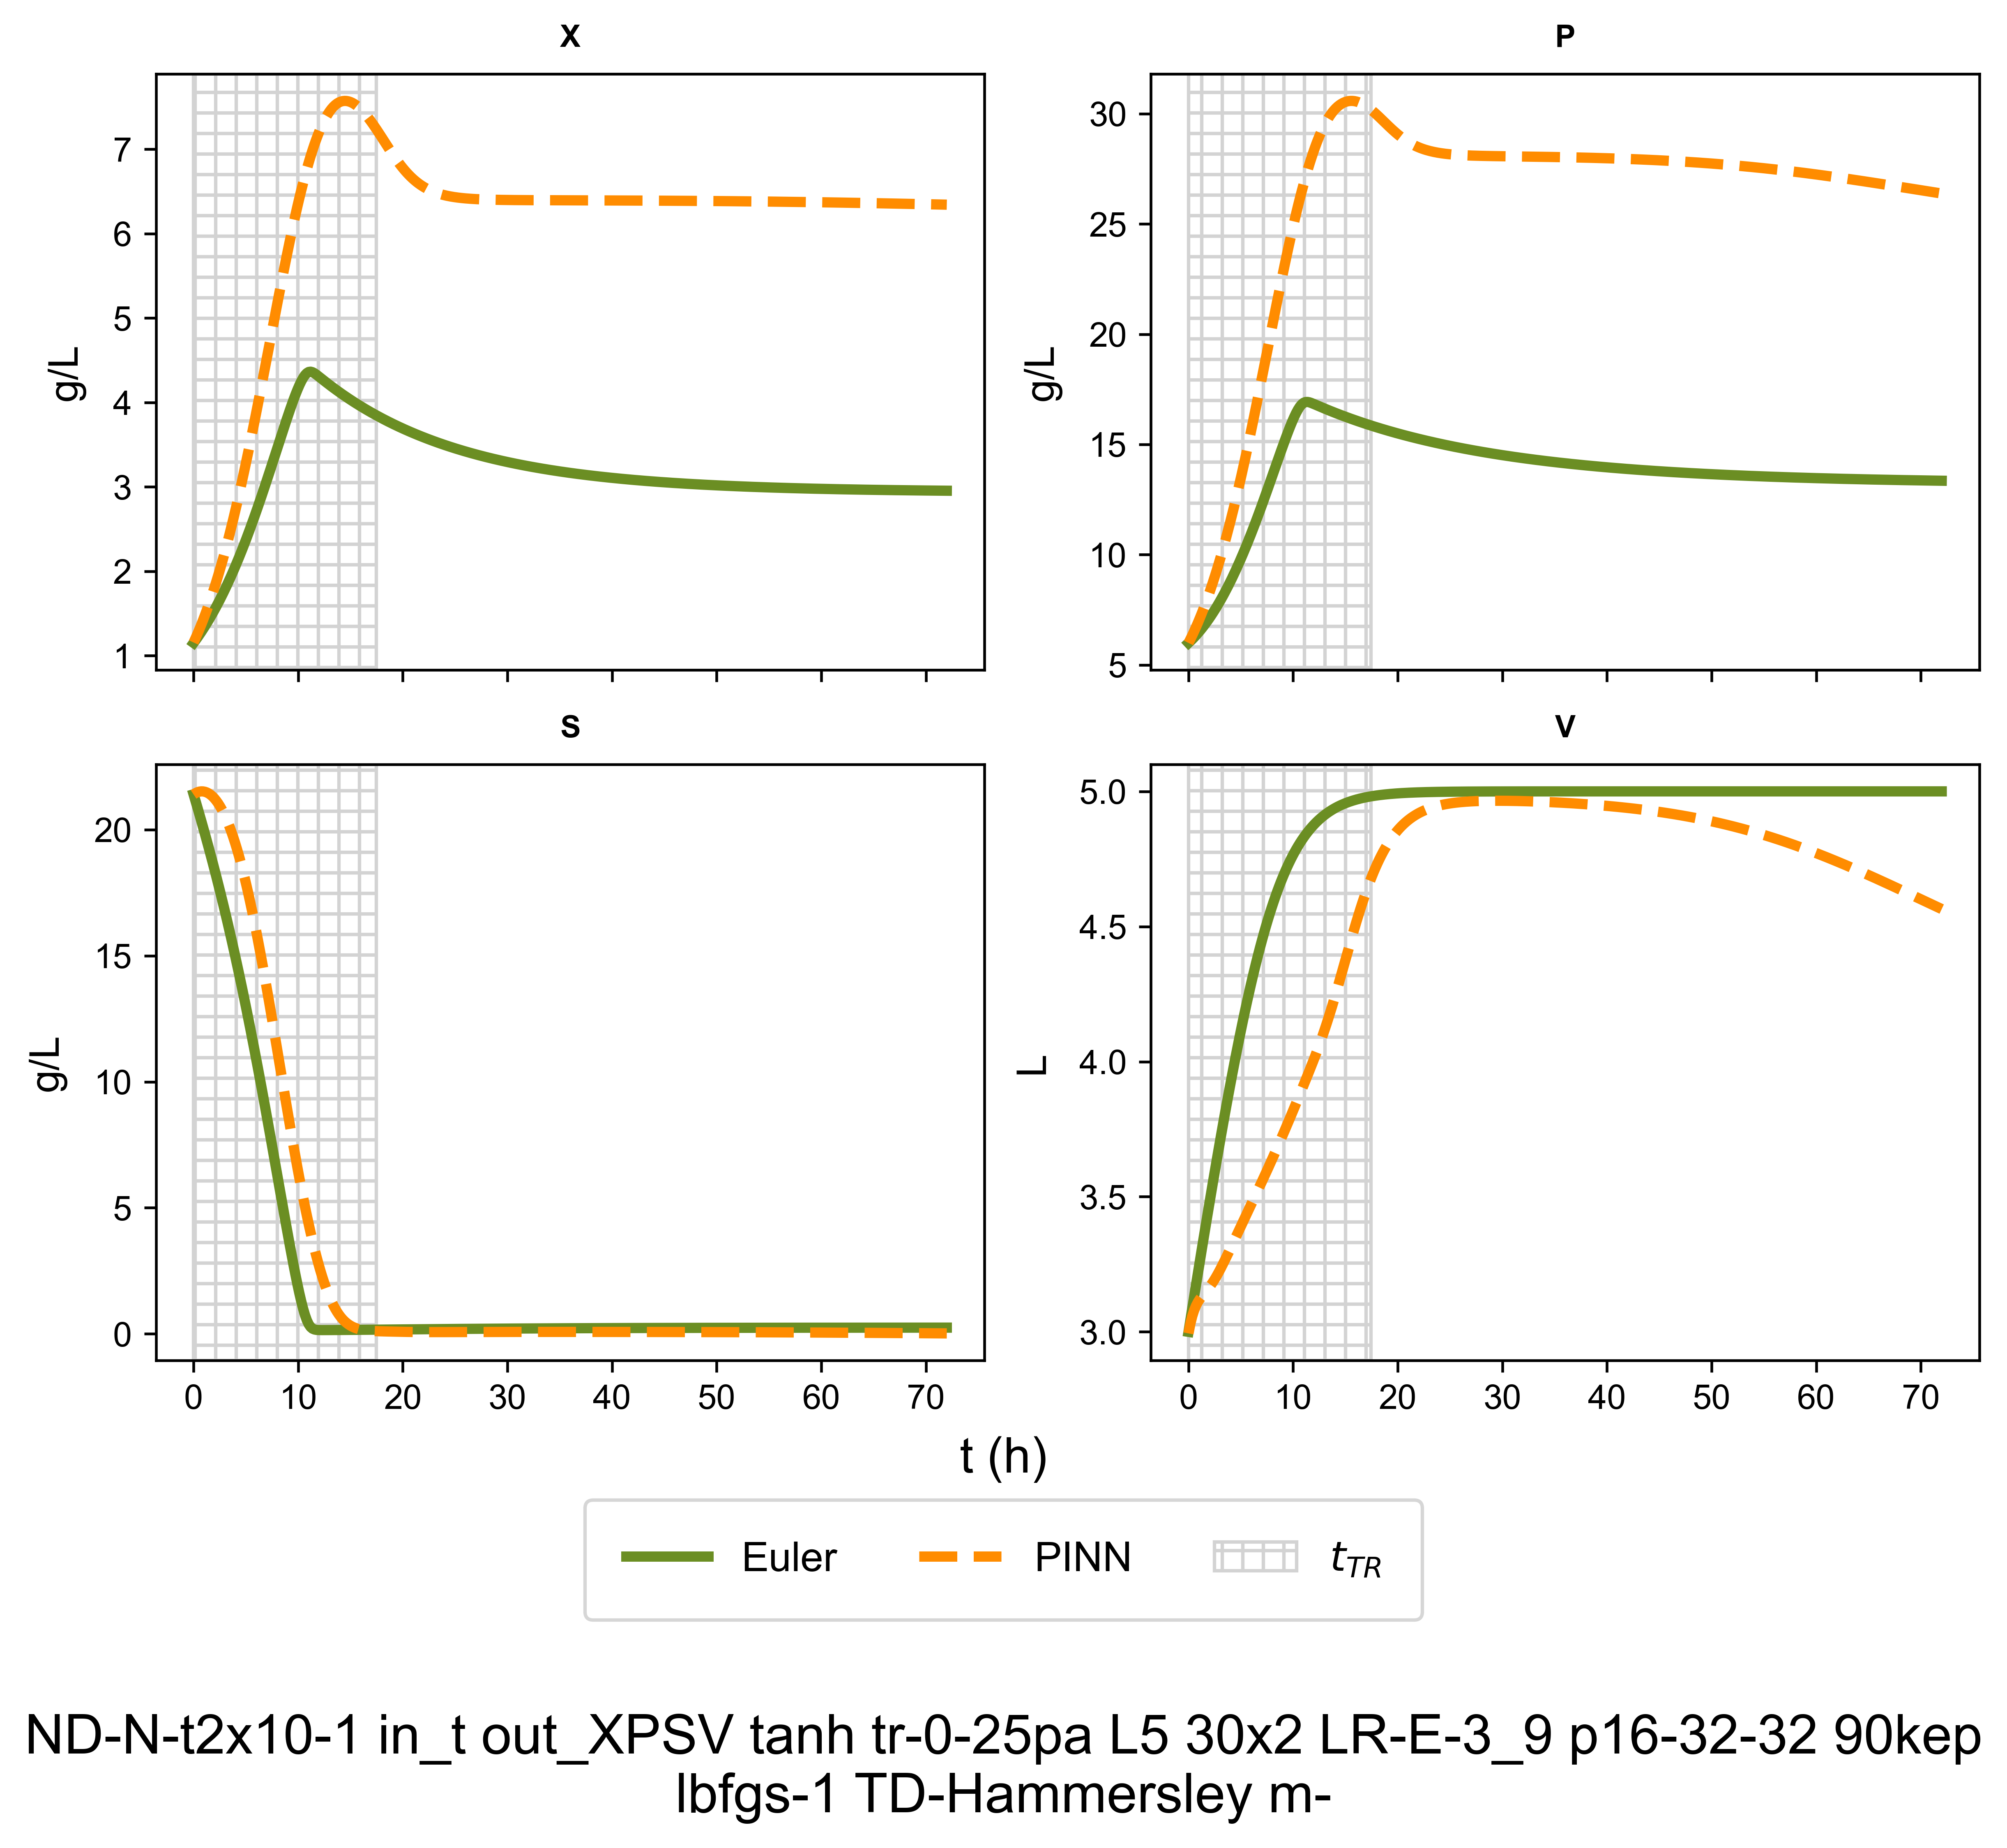 X
P
7
6
5
4
3
2
1
g/L
30
25
20
15
10
5
g/L
S
V
20
15
10
5
0
g/L
5.0
4.5
4.0
3.5
3.0
L
0 10 20 30 40 50 60 70
0 10 20 30 40 50 60 70
t (h)
Euler PINN t_TR
ND-N-t2x10-1 in_t out_XPSV tanh tr-0-25pa L5 30x2 LR-E-3_9 p16-32-32 90kep
lbfgs-1 TD-Hammersley m-